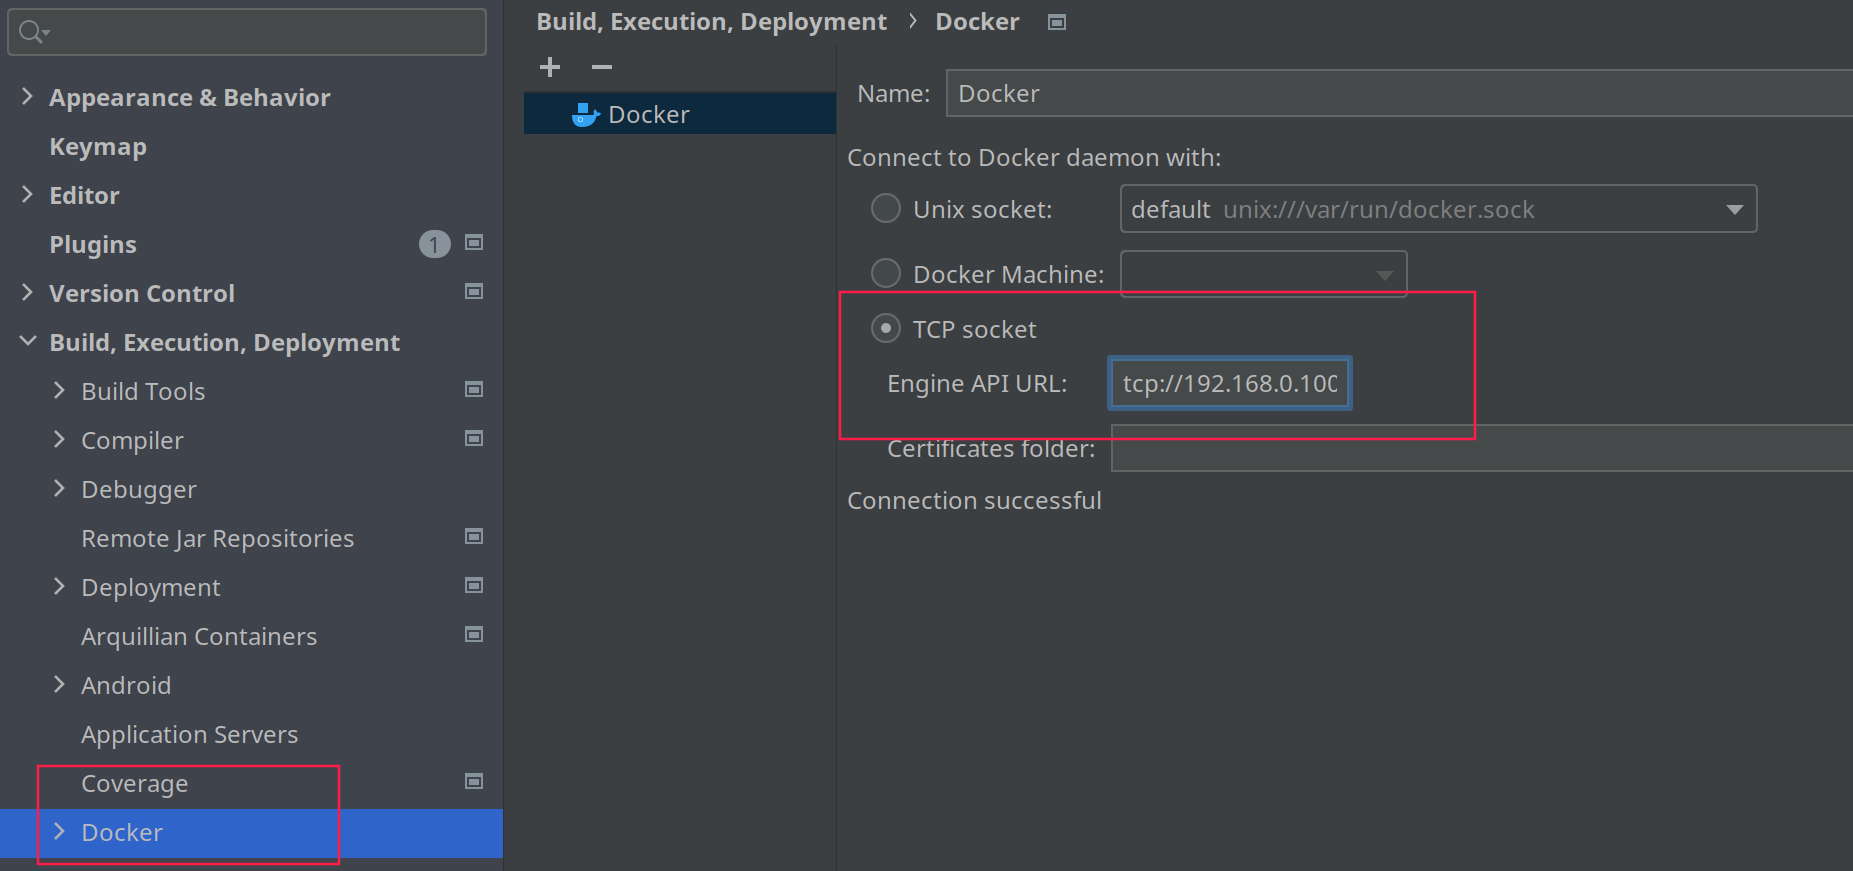 Appearance & Behavior
Keymap
Editor
Plugins 1
Version Control
Build, Execution, Deployment
Build Tools
Compiler
Debugger
Remote Jar Repositories
Deployment
Arquillian Containers
Android
Application Servers
Coverage
Docker
Build, Execution, Deployment › Docker
Docker
Name: Docker
Connect to Docker daemon with:
Unix socket: default unix:///var/run/docker.sock
Docker Machine:
TCP socket
Engine API URL: tcp://192.168.0.100
Certificates folder:
Connection successful